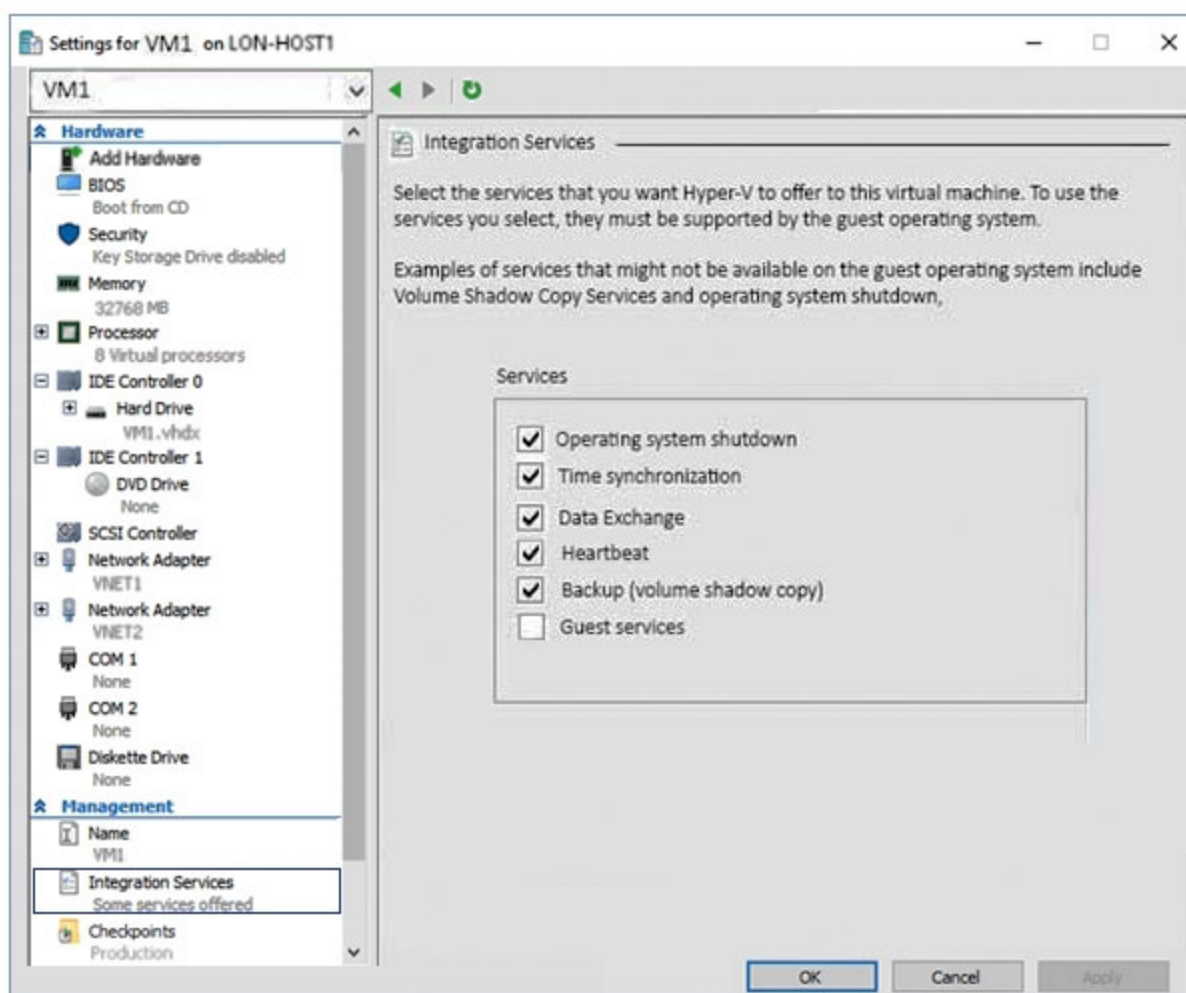 Settings for VM1 on LON-HOST1
VM1
Hardware
Add Hardware
BIOS
Boot from CD
Security
Key Storage Drive disabled
Memory
32768 MB
Processor
8 Virtual processors
IDE Controller 0
Hard Drive
VM1.vhdx
IDE Controller 1
DVD Drive
None
SCSI Controller
Network Adapter
VNET1
Network Adapter
VNET2
COM 1
None
COM 2
None
Diskette Drive
None
Management
Name
VM1
Integration Services
Some services offered
Checkpoints
Production
Integration Services
Select the services that you want Hyper-V to offer to this virtual machine. To use the
services you select, they must be supported by the guest operating system.
Examples of services that might not be available on the guest operating system include
Volume Shadow Copy Services and operating system shutdown,
Services
Operating system shutdown
Time synchronization
Data Exchange
Heartbeat
Backup (volume shadow copy)
Guest services
OK
Cancel
Apply